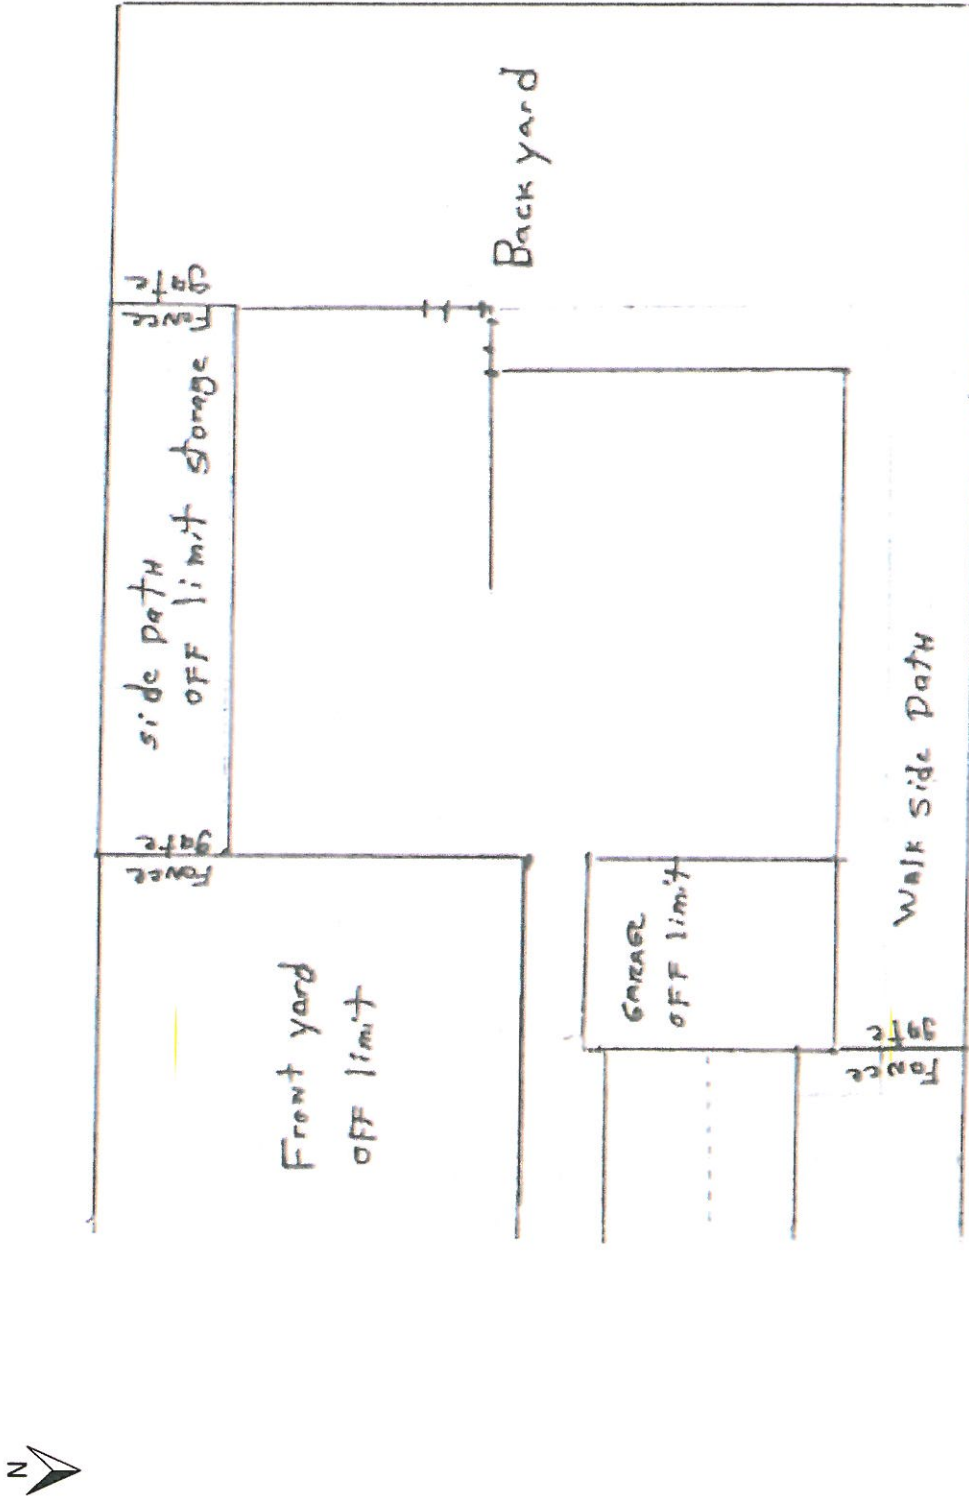 Back yard
gate
Fence
side path
OFF limit storage
gate
Fence
Front yard
OFF limit
GARAGE
OFF limit
Walk side path
gate
Fence
N